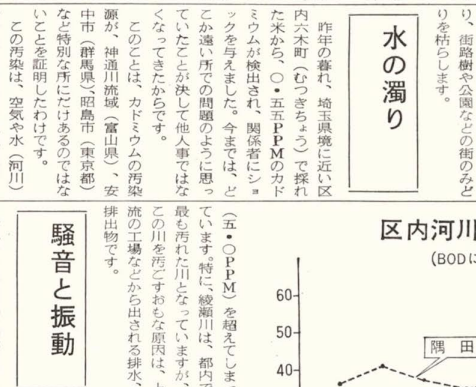 り、街路樹や公園などの街のみど
りを枯らします。
水の濁り
昨年の暮れ、埼玉県境に近い区
内六木町（むつきちょう）で採れ
た米から、〇・五五PPMのカド
ミウムが検出され、関係者にショ
ックを与えました。今までは、ど
こか遠い所での問題のように思っ
ていたことが決して他人事ではな
くなってきたからです。
このことは、カドミウムの汚染
源が、神通川流域（富山県）、安
中市（群馬県）、昭島市（東京都）
など特別な所にだけあるのではな
いことを証明したわけです。
この汚染は、空気や水（河川）
区内河川
(BODに
60
50
40
隅田
（五・〇PPM）を超えてしま
ています。特に、綾瀬川は、都内で
最も汚れた川となっていますが、
この川を汚すおもな原因は、上
流の工場などから出される排水、
排出物です。
騒音と振動